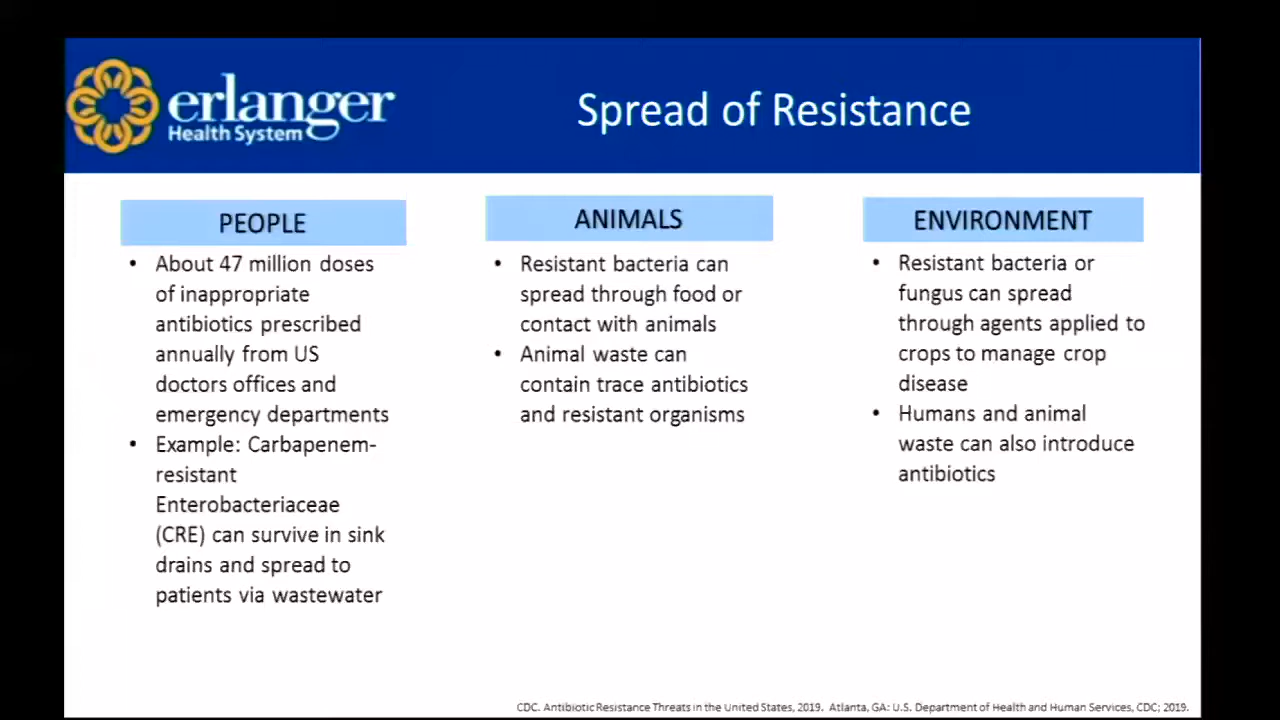 erlanger
Health System
Spread of Resistance
PEOPLE
• About 47 million doses
of inappropriate
antibiotics prescribed
annually from US
doctors offices and
emergency departments
• Example: Carbapenem-
resistant
Enterobacteriaceae
(CRE) can survive in sink
drains and spread to
patients via wastewater
ANIMALS
• Resistant bacteria can
spread through food or
contact with animals
• Animal waste can
contain trace antibiotics
and resistant organisms
ENVIRONMENT
• Resistant bacteria or
fungus can spread
through agents applied to
crops to manage crop
disease
• Humans and animal
waste can also introduce
antibiotics
CDC. Antibiotic Resistance Threats in the United States, 2019. Atlanta, GA: U.S. Department of Health and Human Services, CDC; 2019.